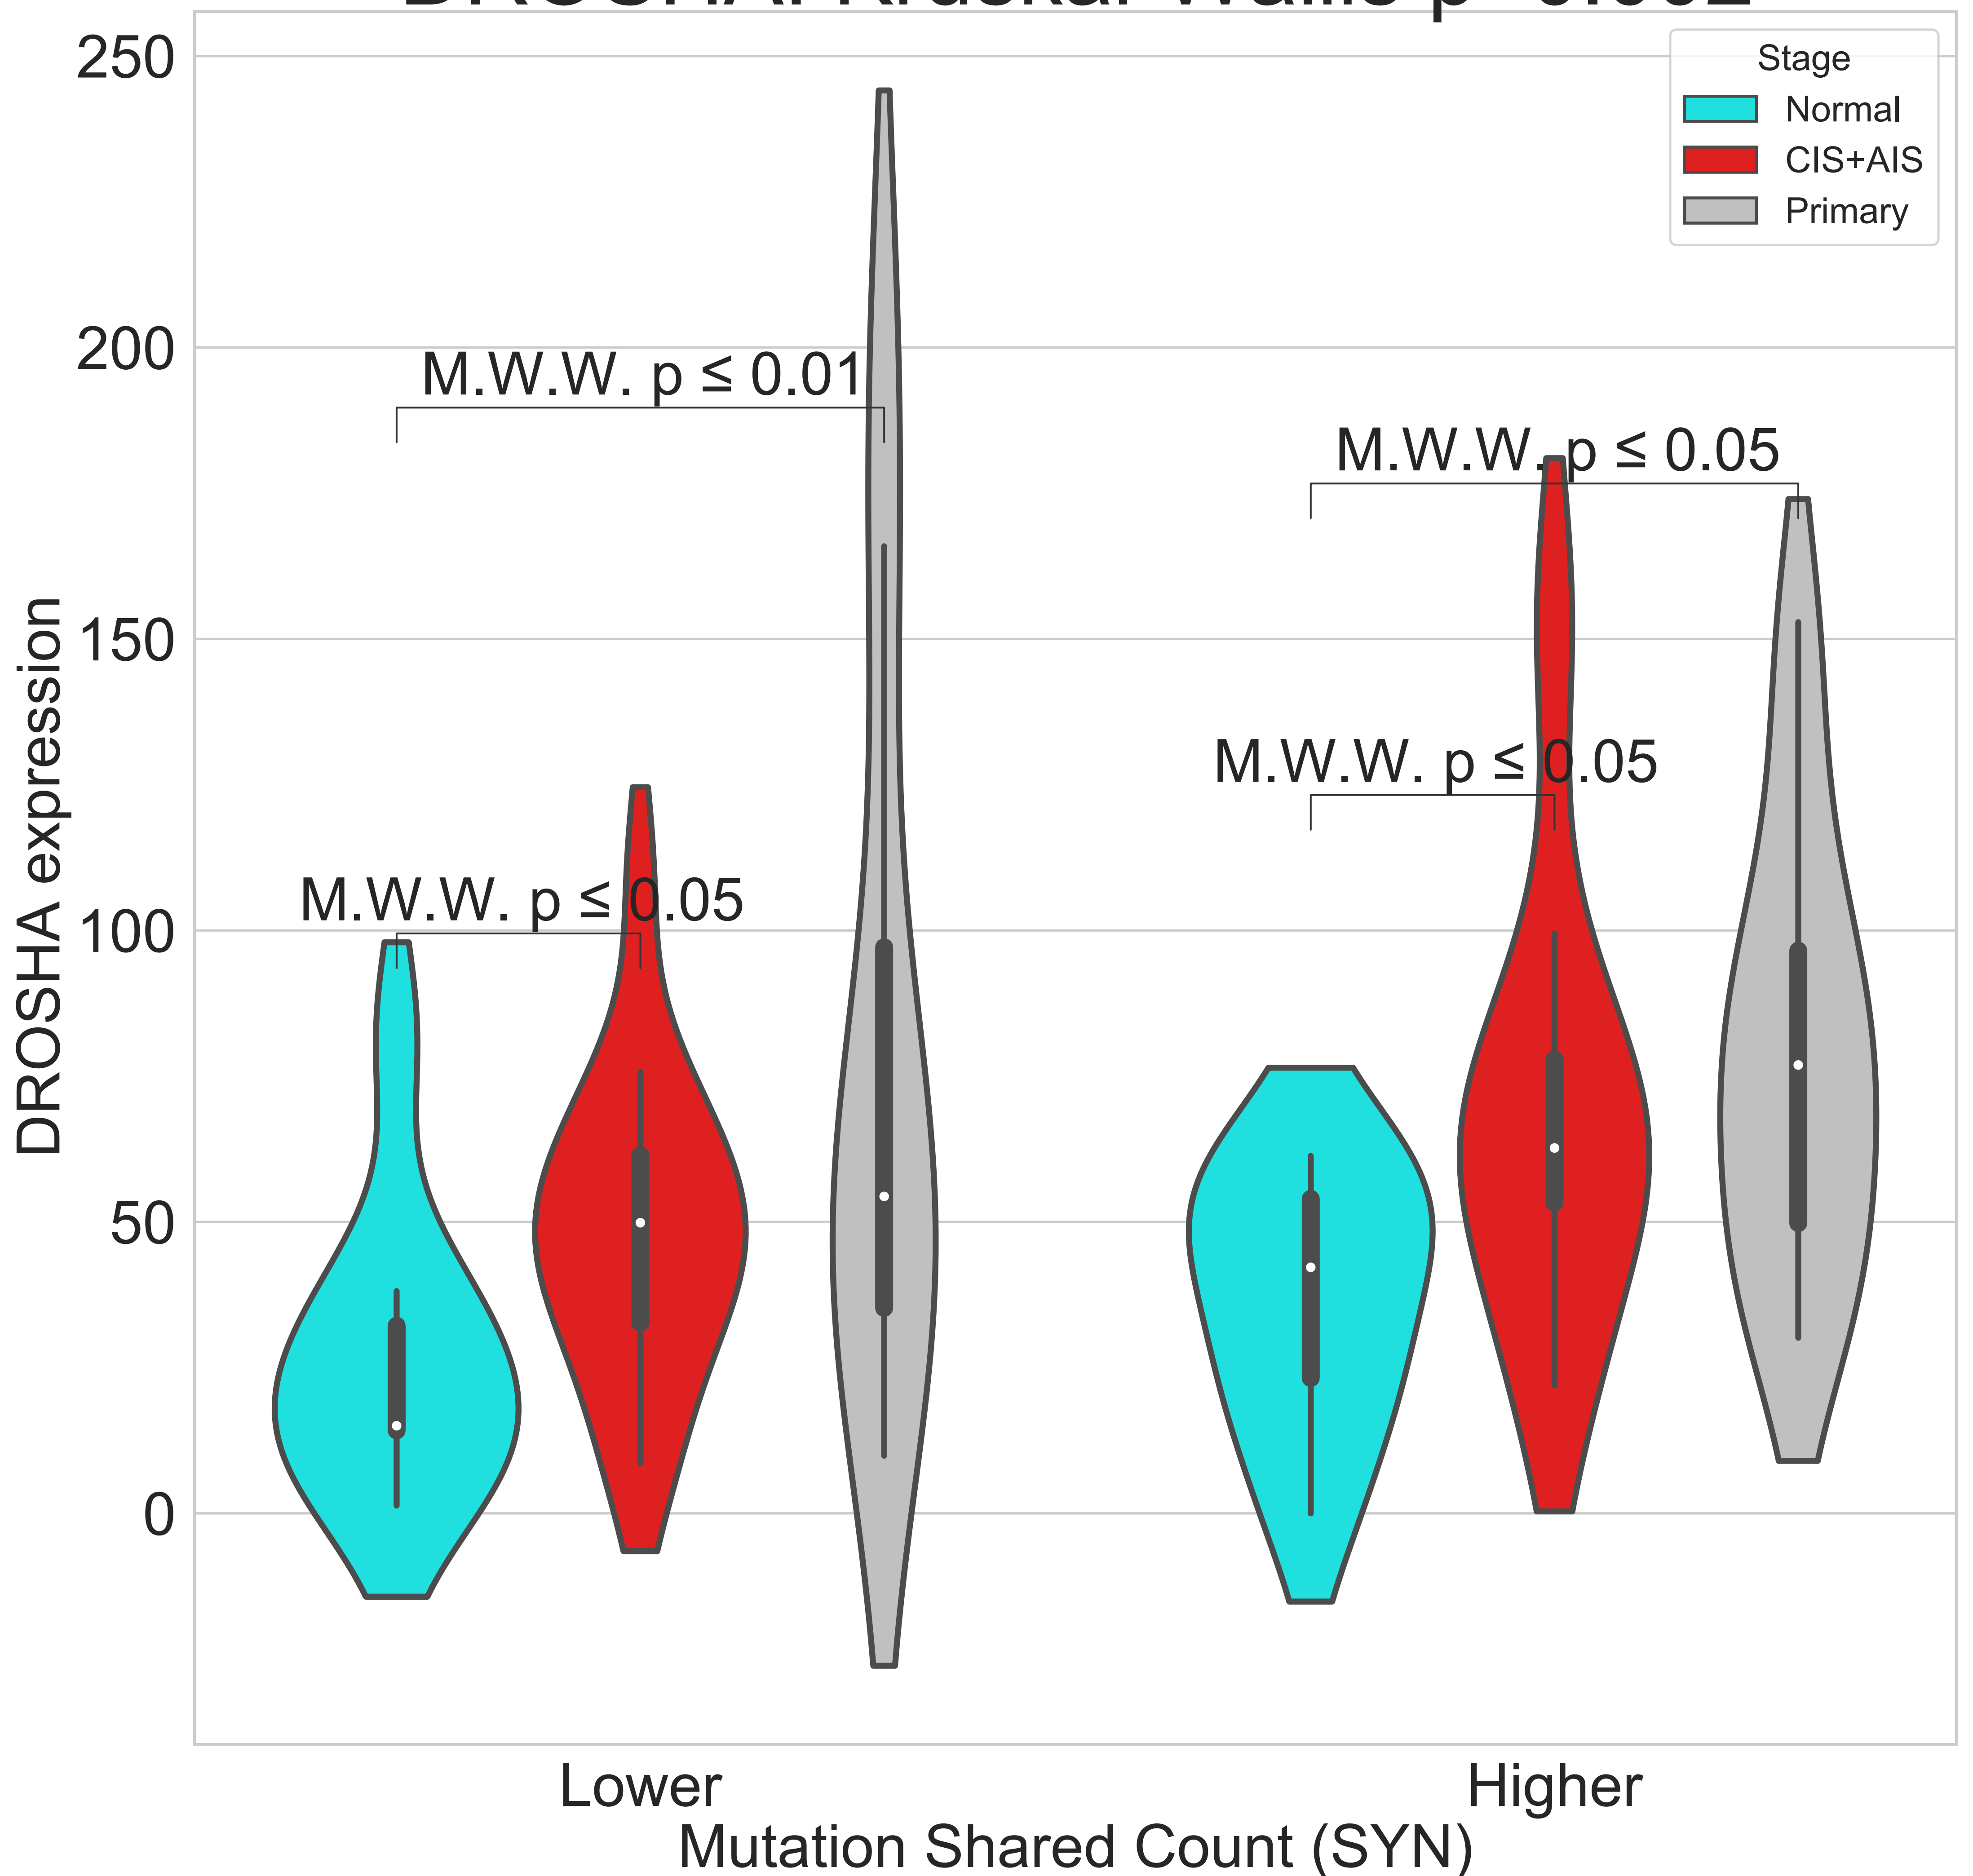 250
200
150
100
50
0
DROSHA expression
Stage
Normal
CIS+AIS
Primary
M.W.W. p ≤ 0.01
M.W.W. p ≤ 0.05
M.W.W. p ≤ 0.05
M.W.W. p ≤ 0.05
Lower
Higher
Mutation Shared Count (SYN)